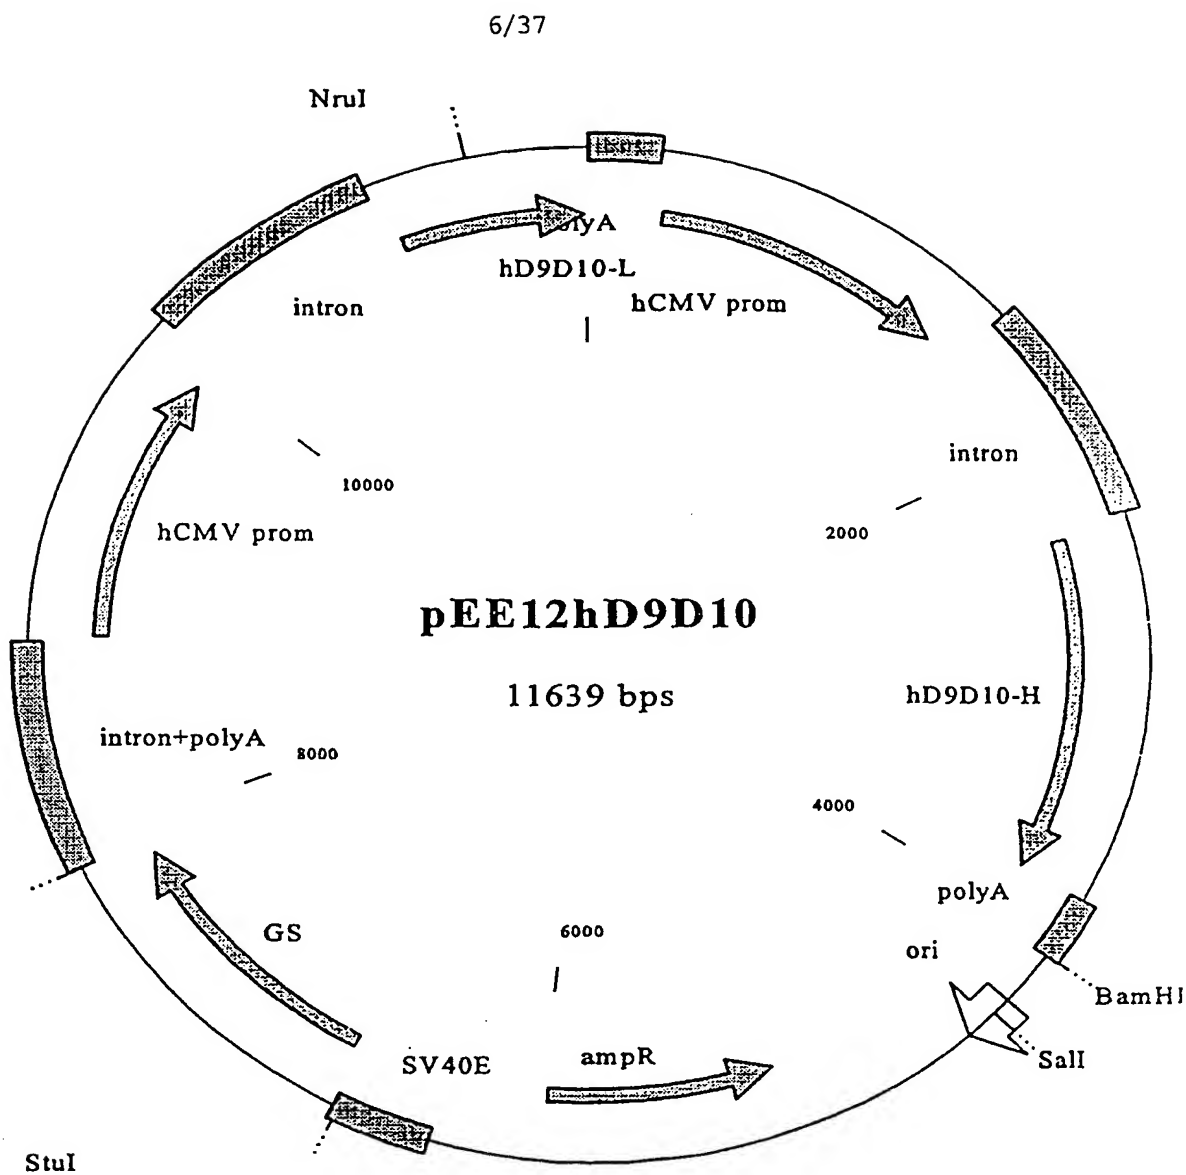 6/37
NruI
hD9D10-L
hCMV prom
intron
intron
10000
2000
hCMV prom
pEE12hD9D10
11639 bps
hD9D10-H
intron+polyA
8000
4000
polyA
GS
6000
ori
BamHI
SV40E
ampR
SalI
StuI